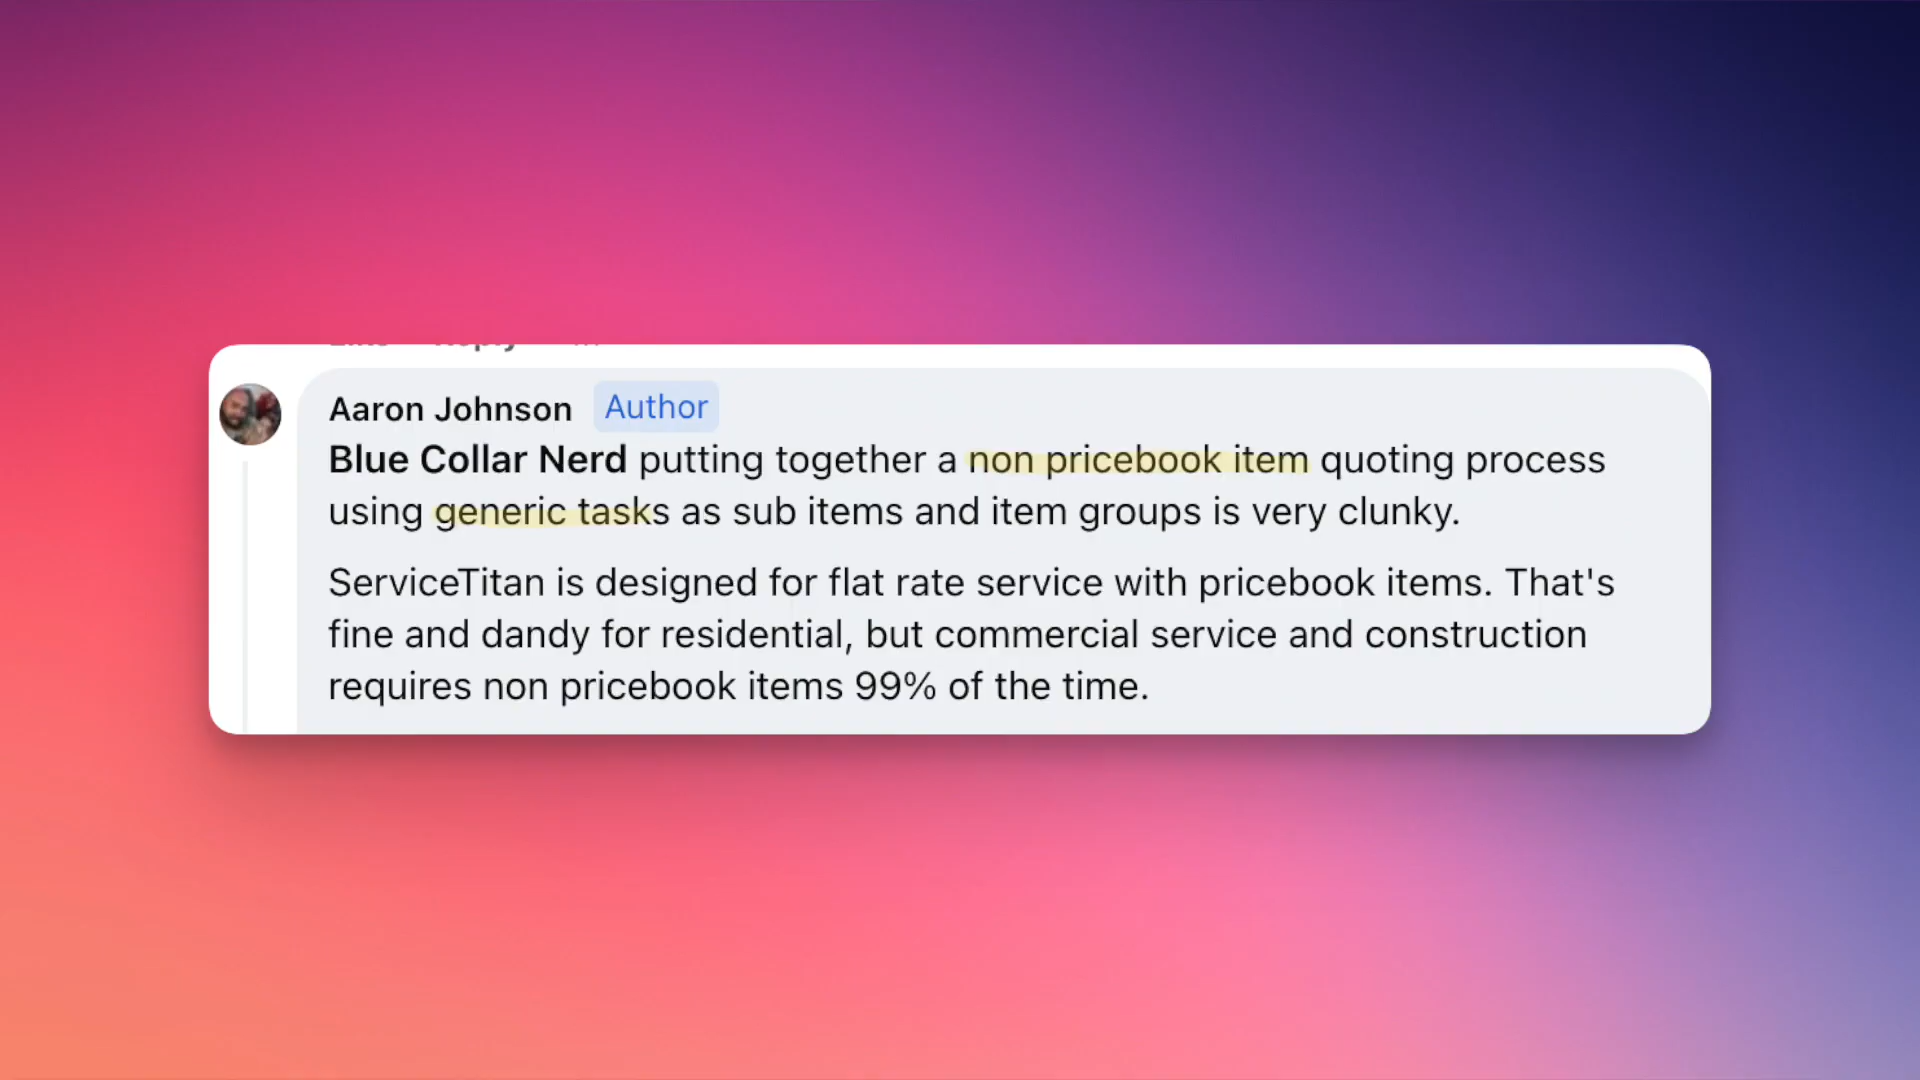 Aaron Johnson Author
Blue Collar Nerd putting together a non pricebook item quoting process
using generic tasks as sub items and item groups is very clunky.
ServiceTitan is designed for flat rate service with pricebook items. That's
fine and dandy for residential, but commercial service and construction
requires non pricebook items 99% of the time.